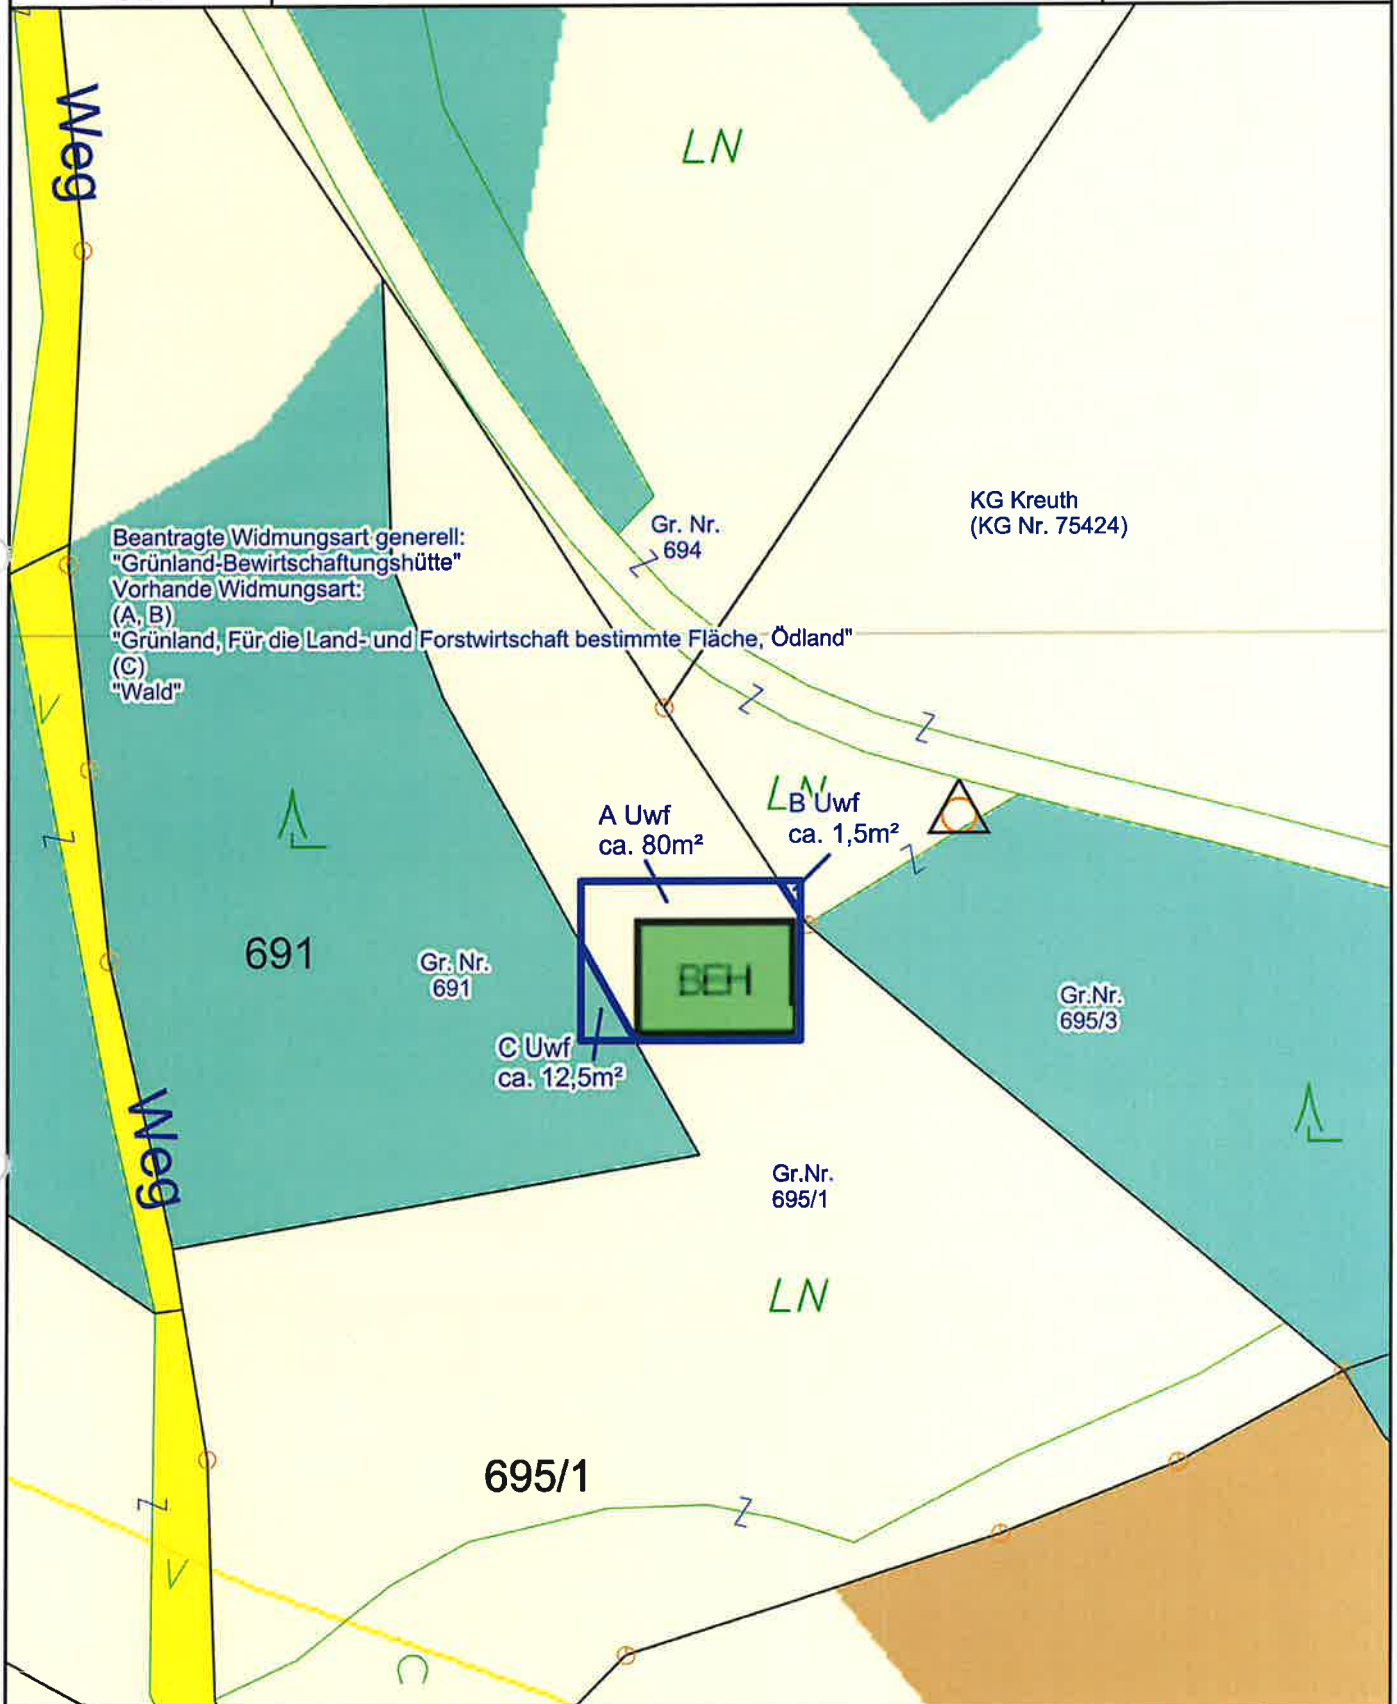 Weg
LN
KG Kreuth
(KG Nr. 75424)
Gr. Nr.
694
Beantragte Widmungsart generell:
"Grünland-Bewirtschaftungshütte"
Vorhande Widmungsart:
(A, B)
"Grünland, Für die Land- und Forstwirtschaft bestimmte Fläche, Ödland"
(C)
"Wald"
LN
A Uwf
ca. 80m²
B Uwf
ca. 1,5m²
691
Gr. Nr.
691
BEH
Gr.Nr.
695/3
C Uwf
ca. 12,5m²
Weg
Gr.Nr.
695/1
LN
695/1